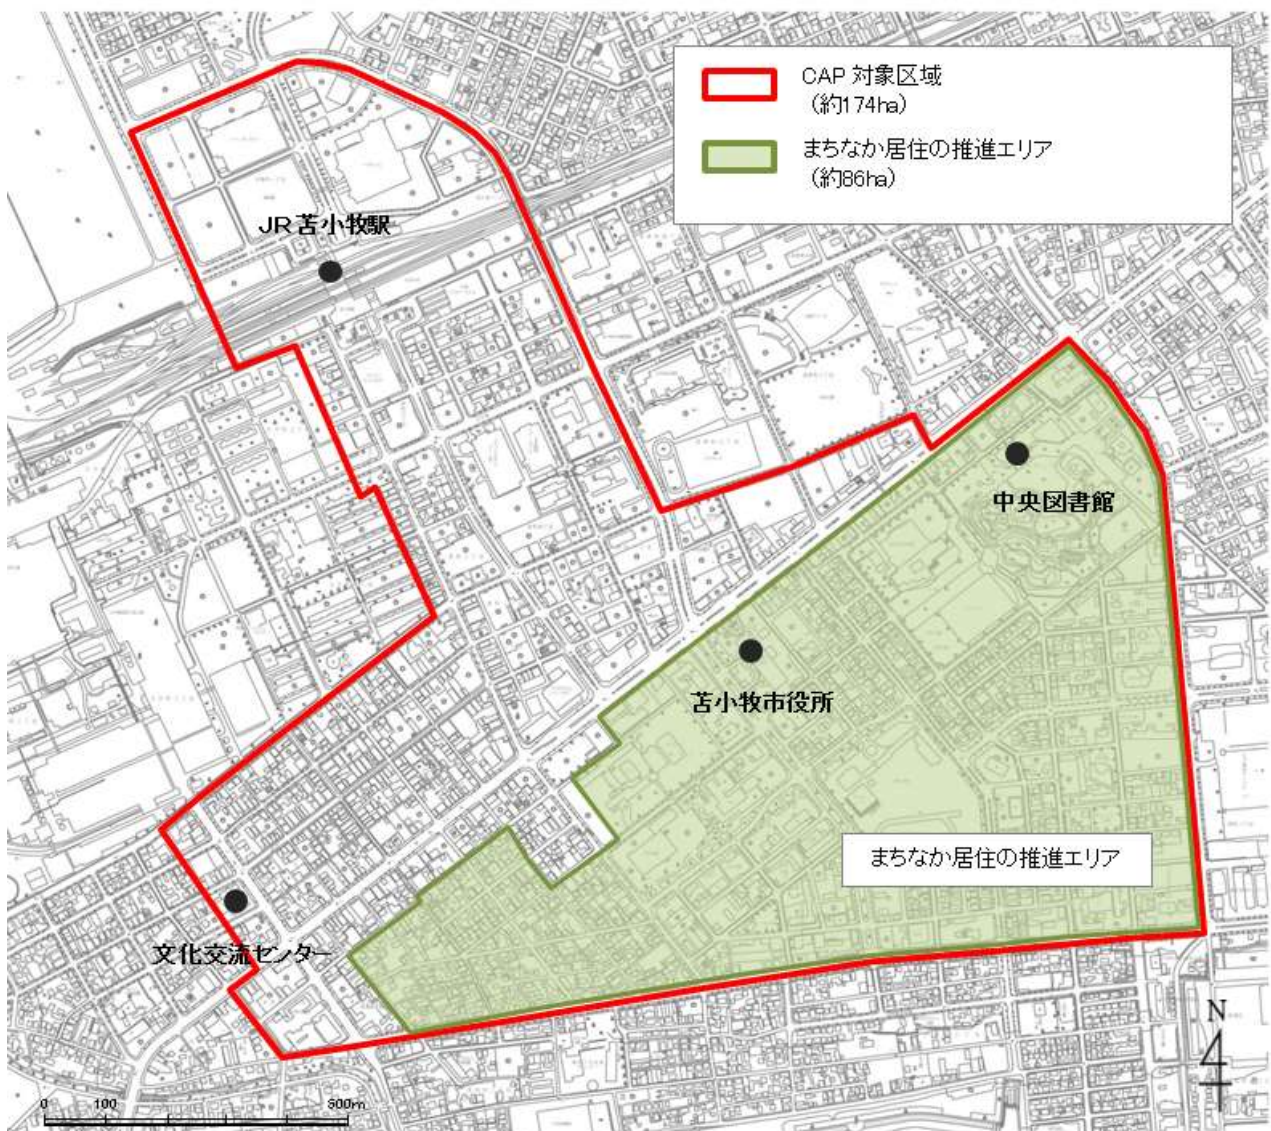 CAP 対象区域
(約174ha)
まちなか居住の推進エリア
(約86ha)
JR苫小牧駅
中央図書館
苫小牧市役所
まちなか居住の推進エリア
文化交流センター
N
0 100 500m